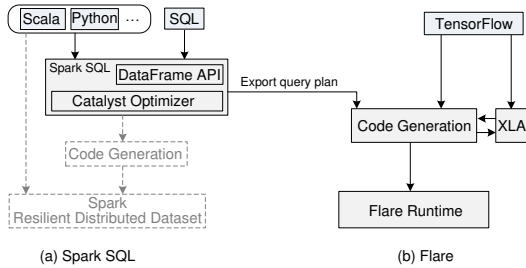 Scala Python ... SQL
TensorFlow
Spark SQL
DataFrame API
Catalyst Optimizer
Export query plan
Code Generation
XLA
Code Generation
Spark
Resilient Distributed Dataset
Flare Runtime
(a) Spark SQL
(b) Flare